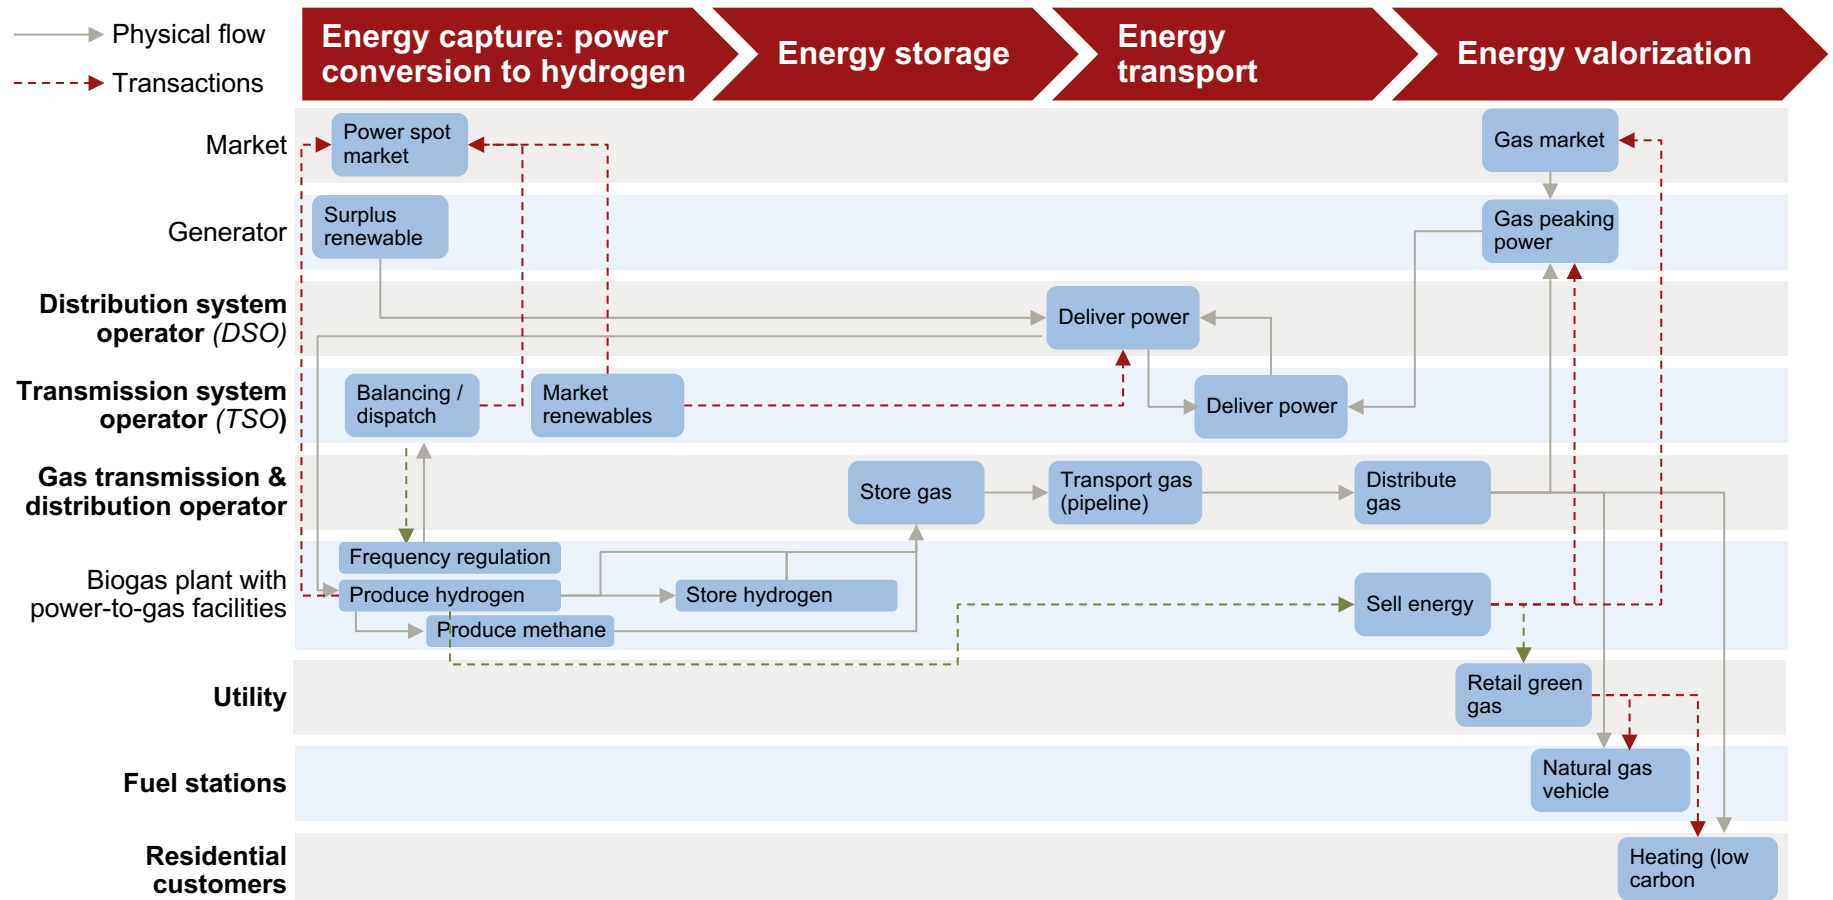 Physical flow
Transactions
Energy capture: power
conversion to hydrogen
Energy storage
Energy
transport
Energy valorization
Market
Power spot
market
Gas market
Generator
Surplus
renewable
Gas peaking
power
Distribution system
operator (DSO)
Deliver power
Transmission system
operator (TSO)
Balancing /
dispatch
Market
renewables
Deliver power
Gas transmission &
distribution operator
Store gas
Transport gas
(pipeline)
Distribute
gas
Biogas plant with
power-to-gas facilities
Frequency regulation
Produce hydrogen
Store hydrogen
Produce methane
Sell energy
Utility
Retail green
gas
Fuel stations
Natural gas
vehicle
Residential
customers
Heating (low
carbon